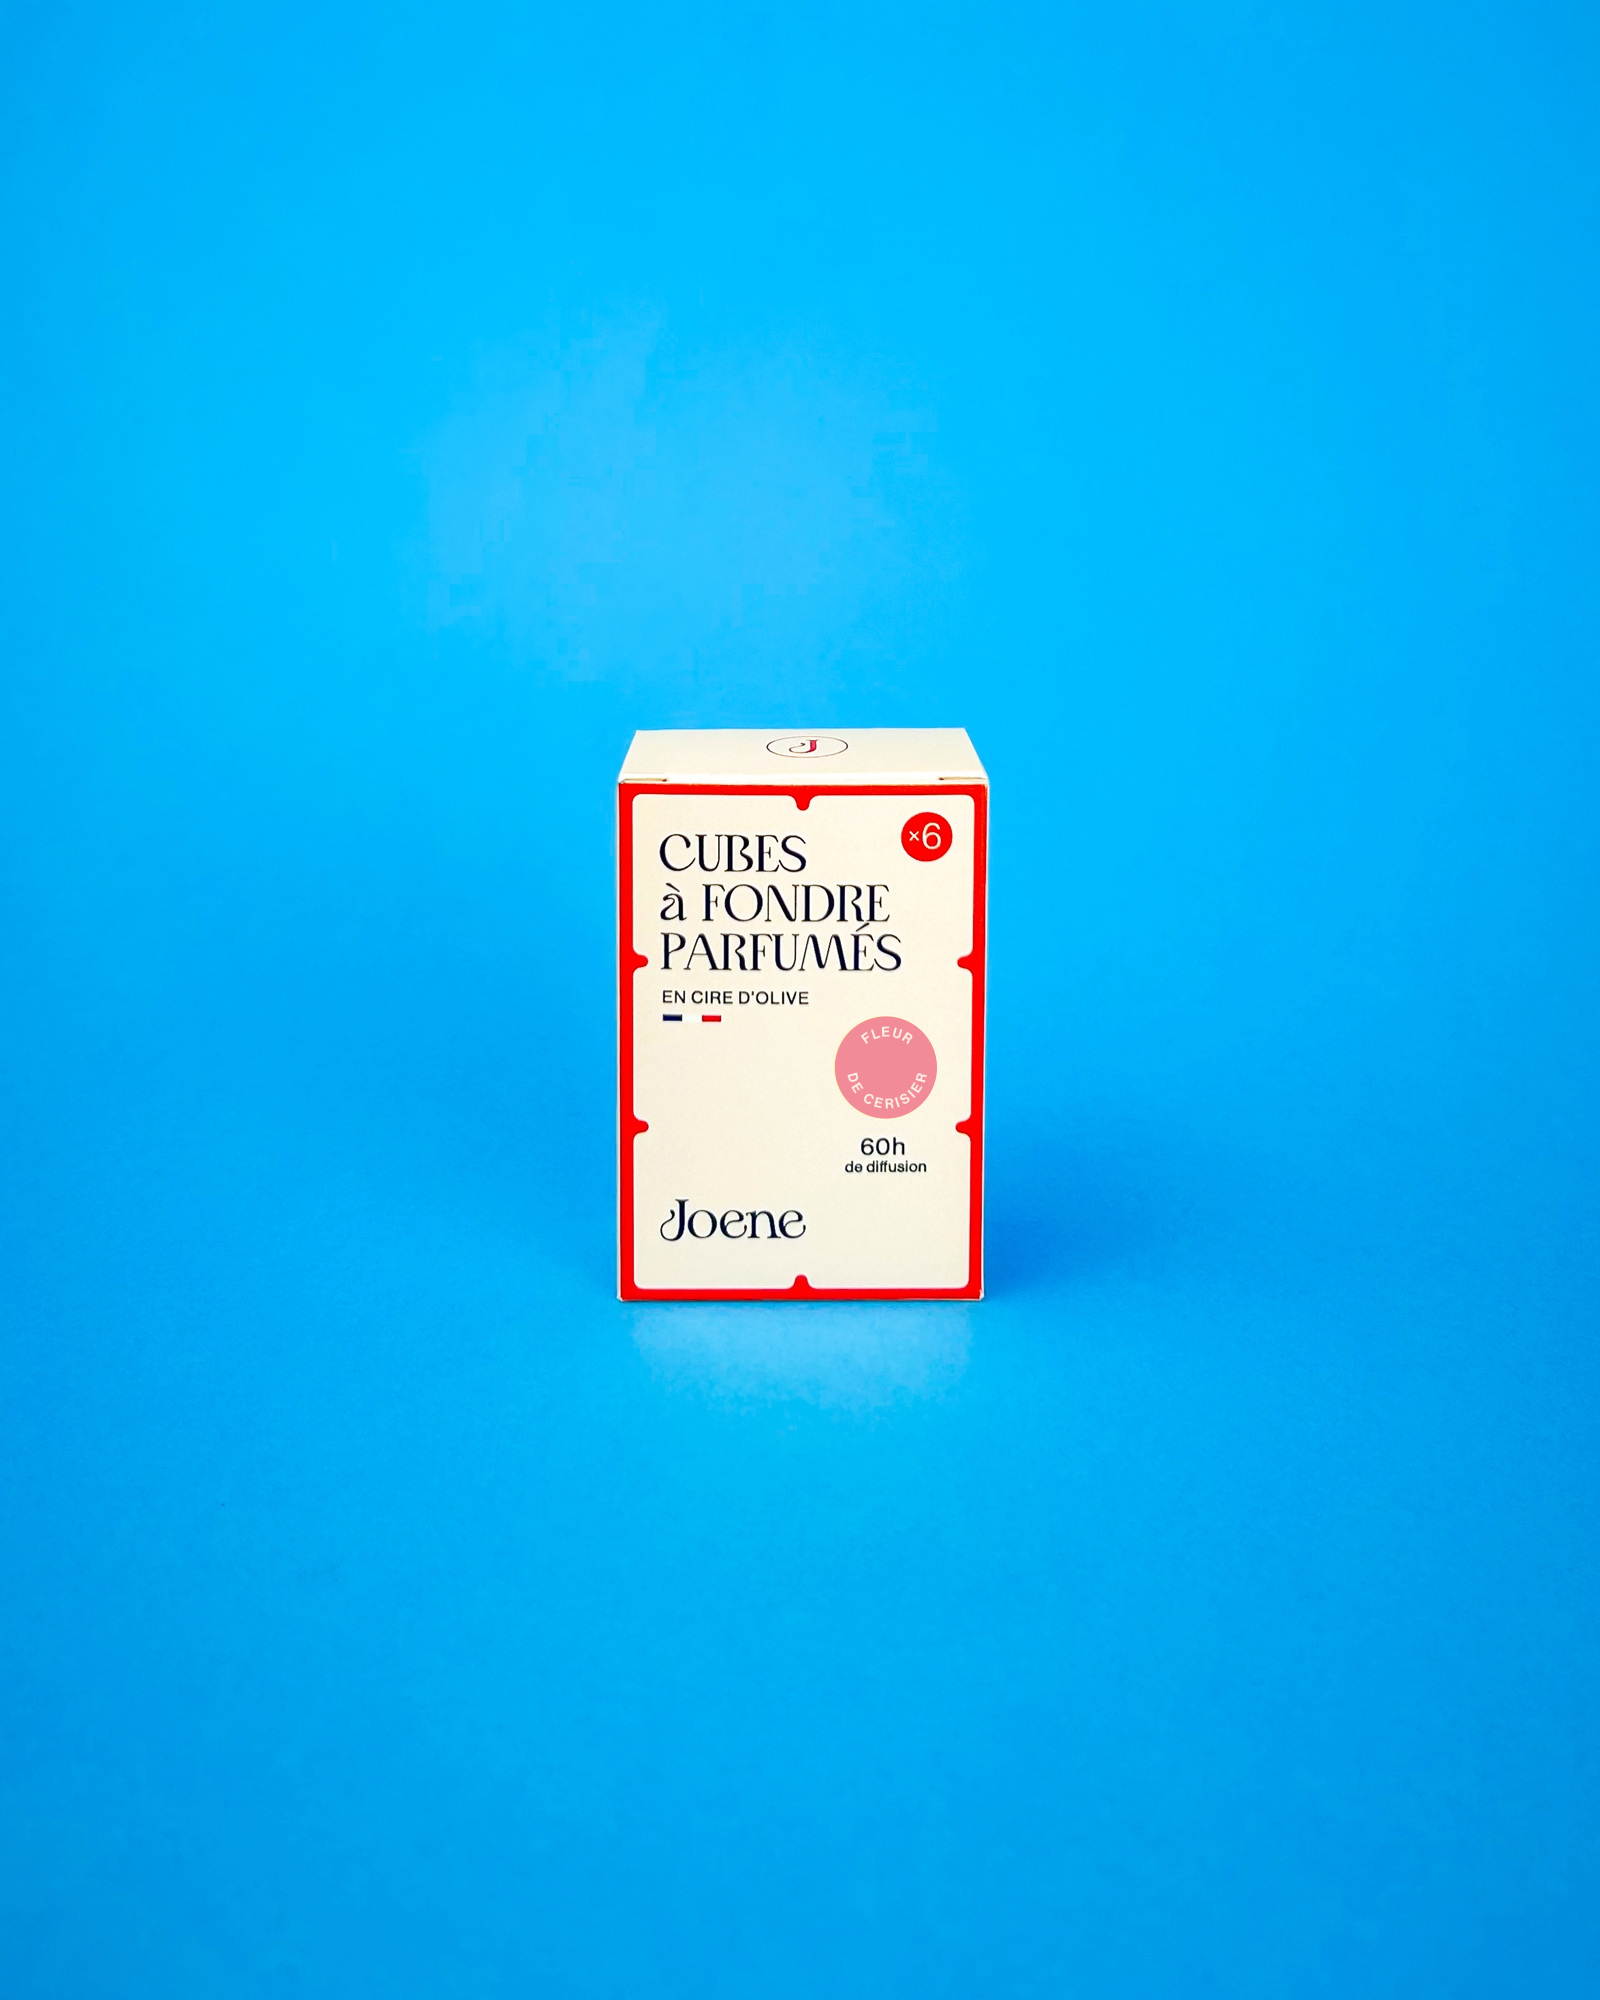 J
×6
CUBES
à FONDRE
PARFUMÉS
EN CIRE D'OLIVE
FLEUR
DE CERISIER
60h
de diffusion
Joene